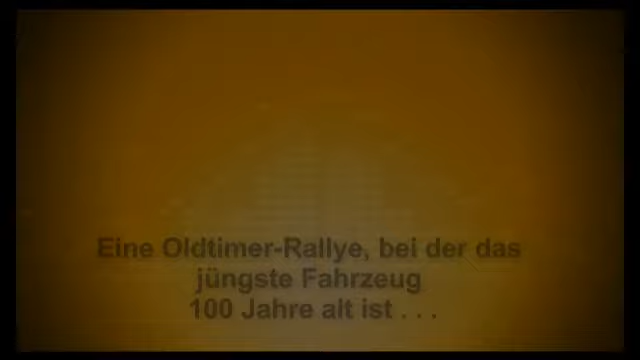 Eine Oldtimer-Rallye, bei der das
jüngste Fahrzeug
100 Jahre alt ist . . .